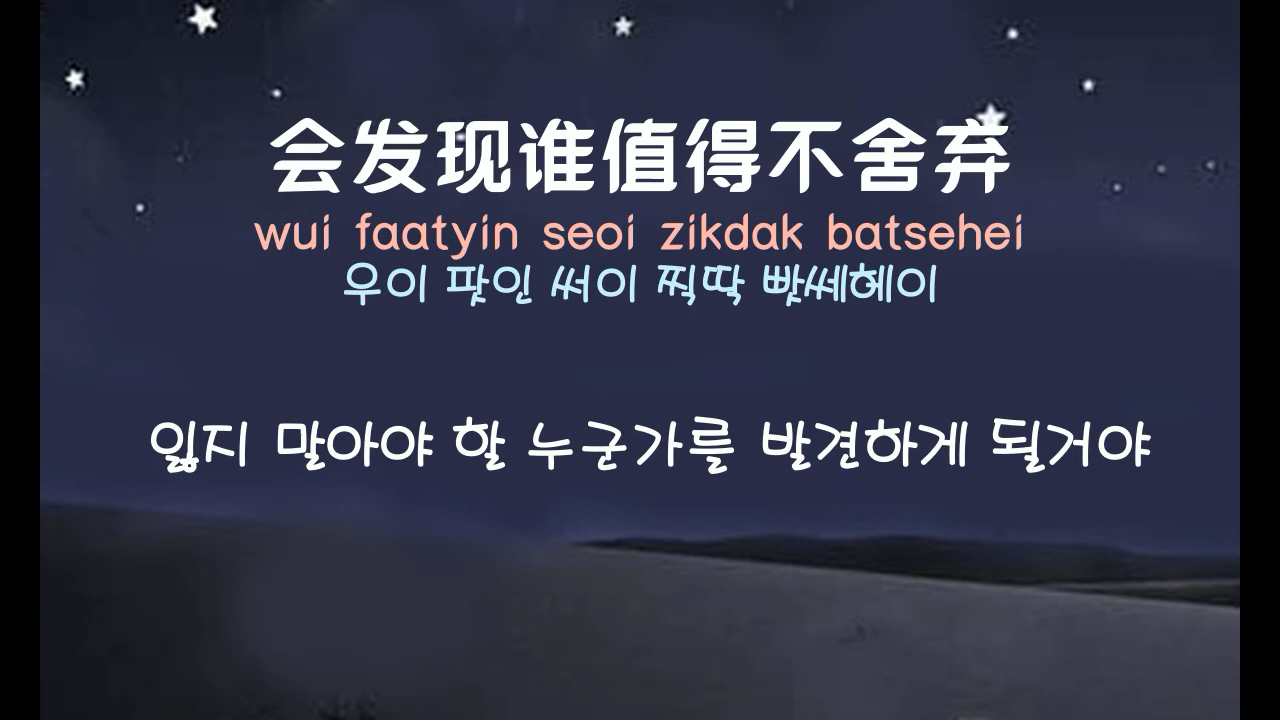 会发现谁值得不舍弃
wui faatyin seoi zikdak batsehei
우이 팟인 써이 찍딱 빳쎄헤이
잃지 말아야 할 누군가를 발견하게 될거야